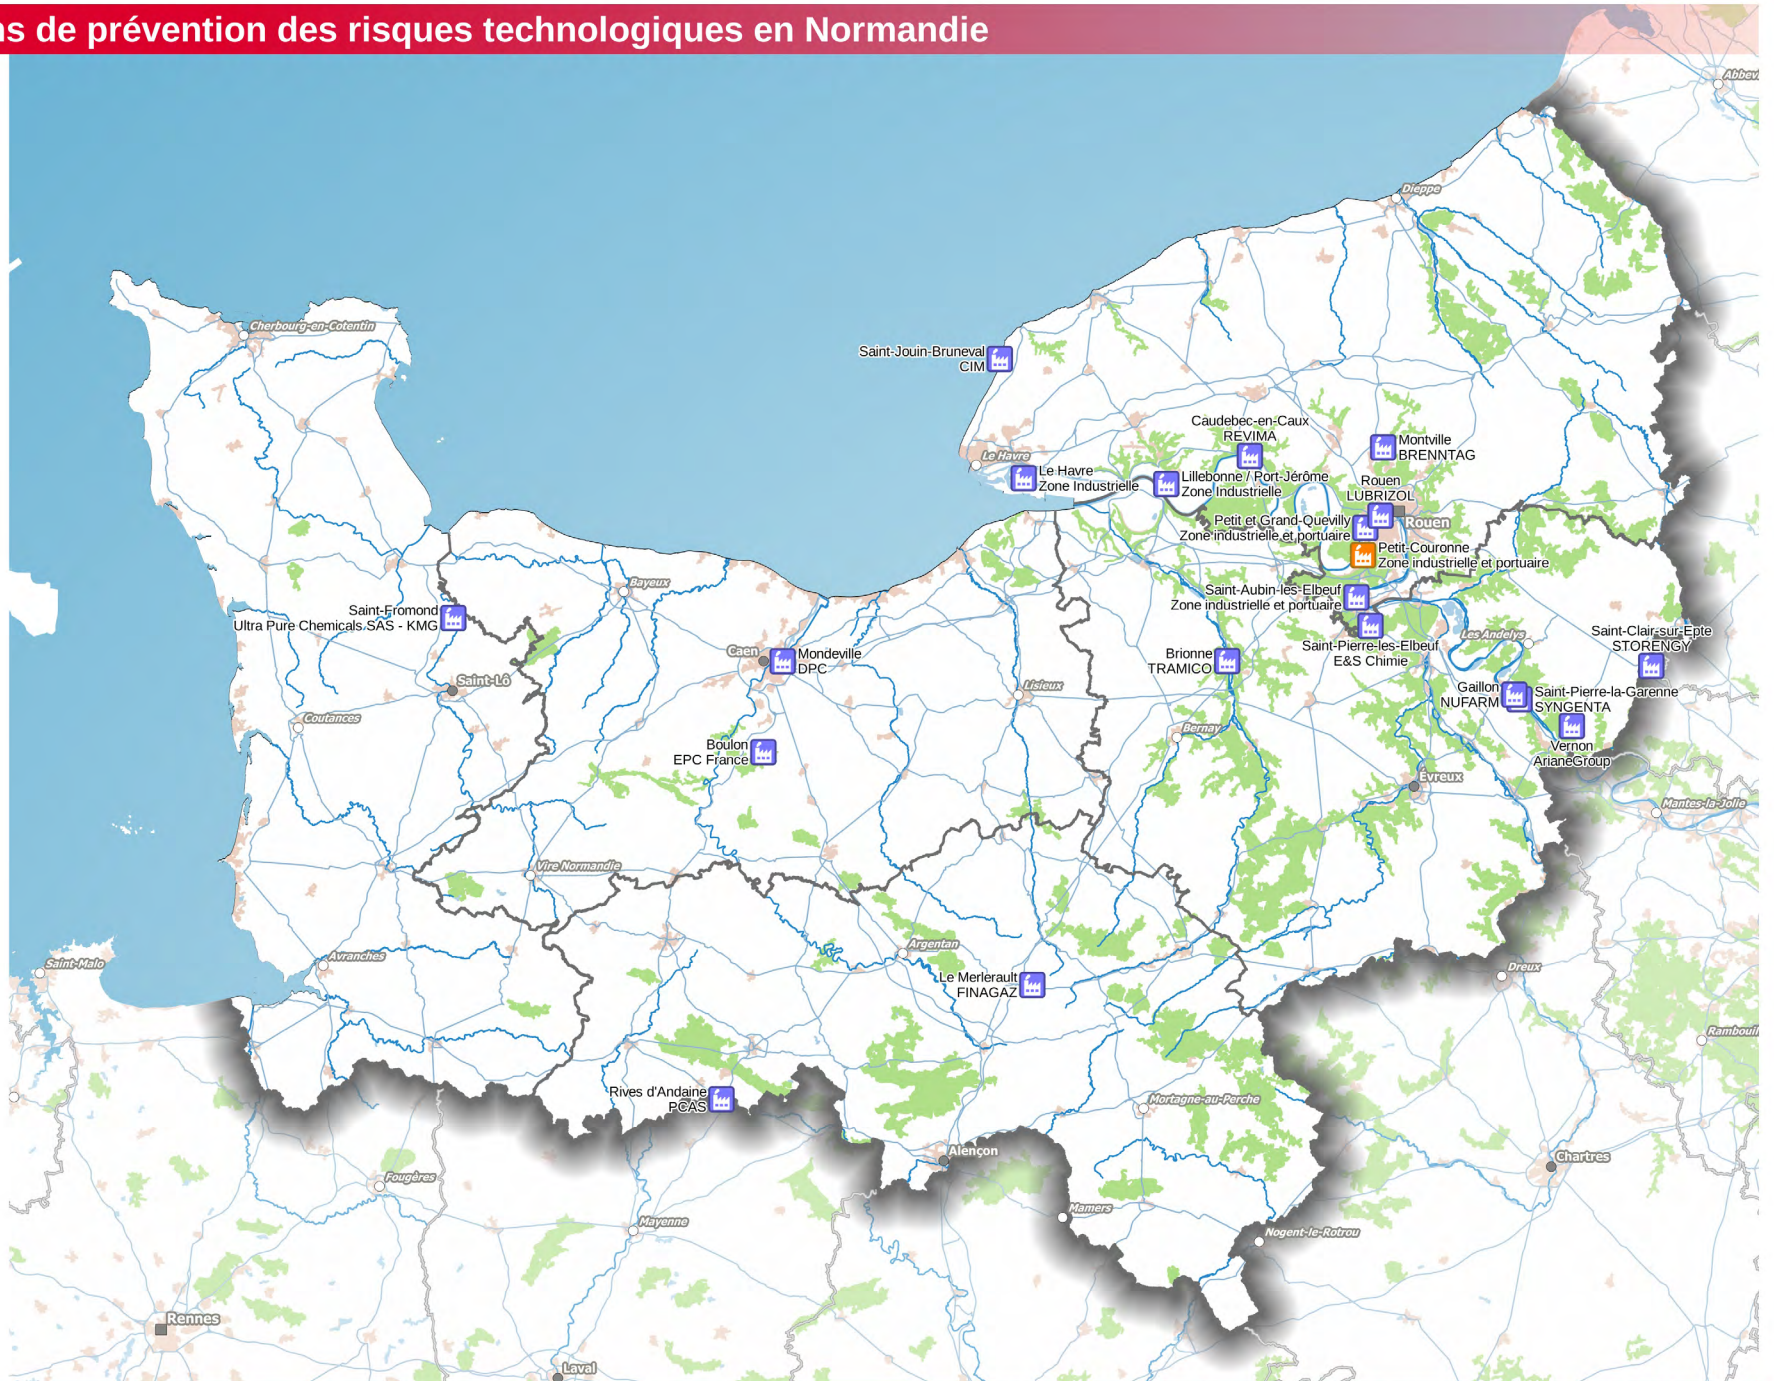 ns de prévention des risques technologiques en Normandie
Dieppe
Cherbourg-en-Cotentin
Saint-Jouin-Bruneval
CIM
Caudebec-en-Caux
REVIMA
Montville
BRENNTAG
Le Havre
Le Havre
Zone Industrielle
Lillebonne / Port-Jérôme
Zone Industrielle
Rouen
LUBRIZOL
Rouen
Petit et Grand-Quevilly
Zone industrielle et portuaire
Petit-Couronne
Zone industrielle et portuaire
Bayeux
Saint-Aubin-les-Elbeuf
Zone industrielle et portuaire
Saint-Fromond
Ultra Pure Chemicals SAS - KMG
Les Andelys
Saint-Clair-sur-Epte
STORENGY
Saint-Pierre-les-Elbeuf
E&S Chimie
Caen
Mondeville
DPC
Brionne
TRAMICO
Saint-Lô
Lisieux
Gaillon
NUFARM
Saint-Pierre-la-Garenne
SYNGENTA
Coutances
Bernay
Boulon
EPC France
Vernon
ArianeGroup
Évreux
Mantes-la-Jolie
Vire Normandie
Argentan
Avranches
Saint-Malo
Dreux
Le Merlerault
FINAGAZ
Rambouil
Rives d'Andaine
PCAS
Mortagne-au-Perche
Alençon
Chartres
Fougères
Mamers
Mayenne
Nogent-le-Rotrou
Rennes
Laval